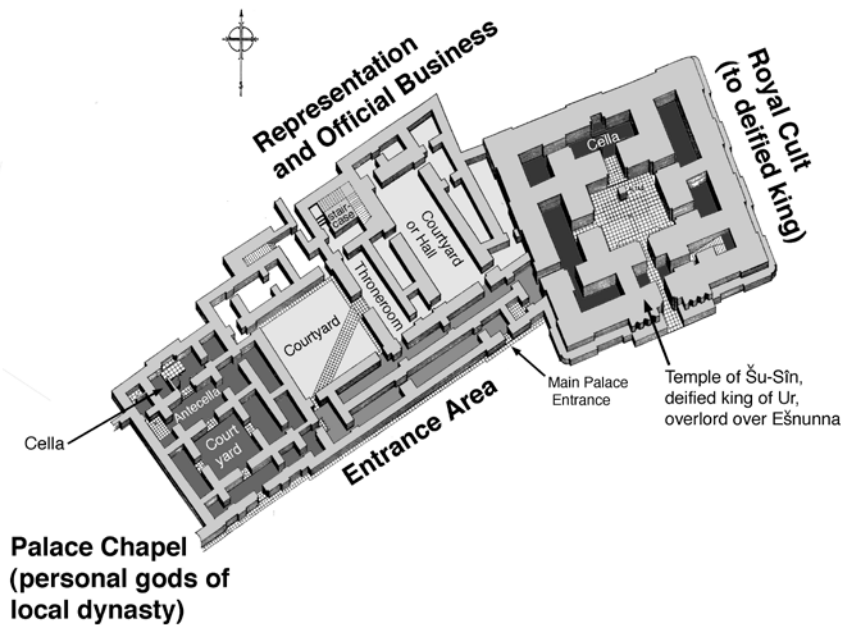 Representation
and Official Business
Royal Cult
(to deified king)
Cella
stair-
case
Courtyard
or Hall
Throneroom
Courtyard
Antecella
Court
yard
Cella
Main Palace
Entrance
Entrance Area
Temple of Šu-Sîn,
deified king of Ur,
overlord over Ešnunna
Palace Chapel
(personal gods of
local dynasty)